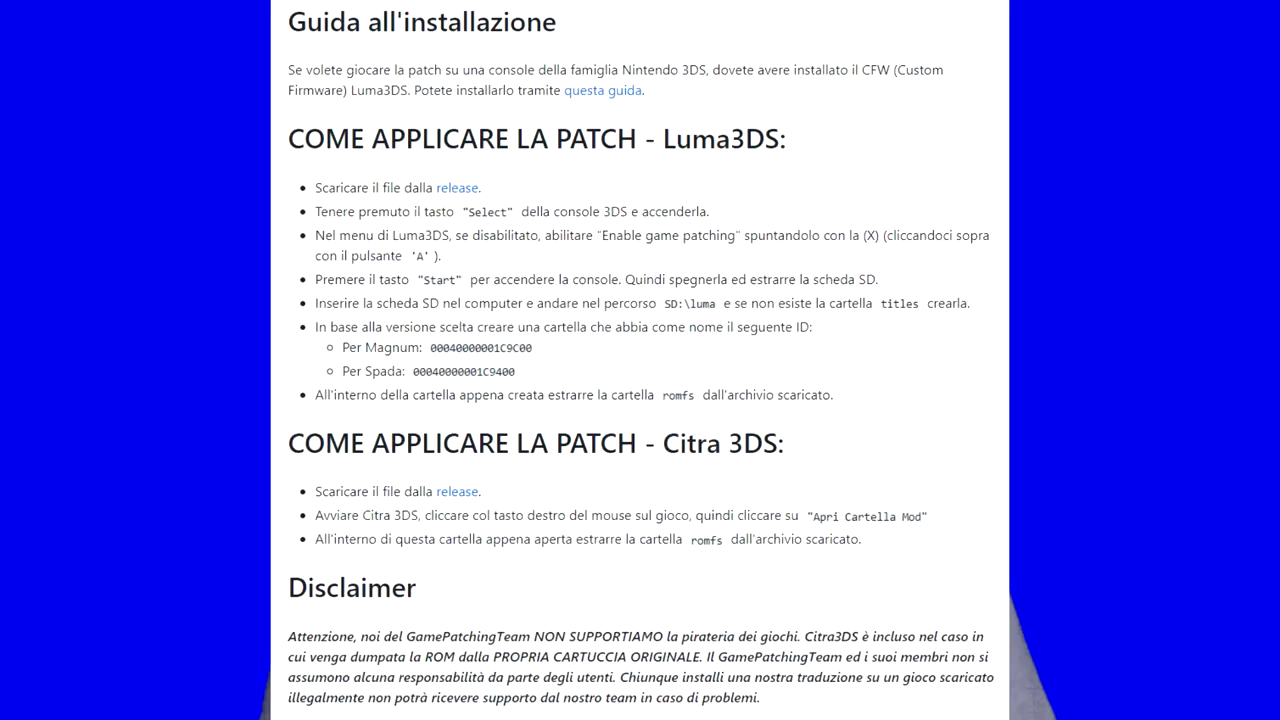 Guida all'installazione
Se volete giocare la patch su una console della famiglia Nintendo 3DS, dovete avere installato il CFW (Custom
Firmware) Luma3DS. Potete installarlo tramite questa guida.
COME APPLICARE LA PATCH - Luma3DS:
Scaricare il file dalla release.
Tenere premuto il tasto "Select" della console 3DS e accenderla.
Nel menu di Luma3DS, se disabilitato, abilitare "Enable game patching" spuntandolo con la (X) (cliccandoci sopra
con il pulsante 'A' ).
Premere il tasto "Start" per accendere la console. Quindi spegnerla ed estrarre la scheda SD.
Inserire la scheda SD nel computer e andare nel percorso SD:\luma e se non esiste la cartella titles crearla.
In base alla versione scelta creare una cartella che abbia come nome il seguente ID:
Per Magnum: 00040000001C9C00
Per Spada: 00040000001C9400
All'interno della cartella appena creata estrarre la cartella romfs dall'archivio scaricato.
COME APPLICARE LA PATCH - Citra 3DS:
Scaricare il file dalla release.
Avviare Citra 3DS, cliccare col tasto destro del mouse sul gioco, quindi cliccare su "Apri Cartella Mod"
All'interno di questa cartella appena aperta estrarre la cartella romfs dall'archivio scaricato.
Disclaimer
Attenzione, noi del GamePatchingTeam NON SUPPORTIAMO la pirateria dei giochi. Citra3DS è incluso nel caso in
cui venga dumpata la ROM dalla PROPRIA CARTUCCIA ORIGINALE. Il GamePatchingTeam ed i suoi membri non si
assumono alcuna responsabilità da parte degli utenti. Chiunque installi una nostra traduzione su un gioco scaricato
illegalmente non potrà ricevere supporto dal nostro team in caso di problemi.